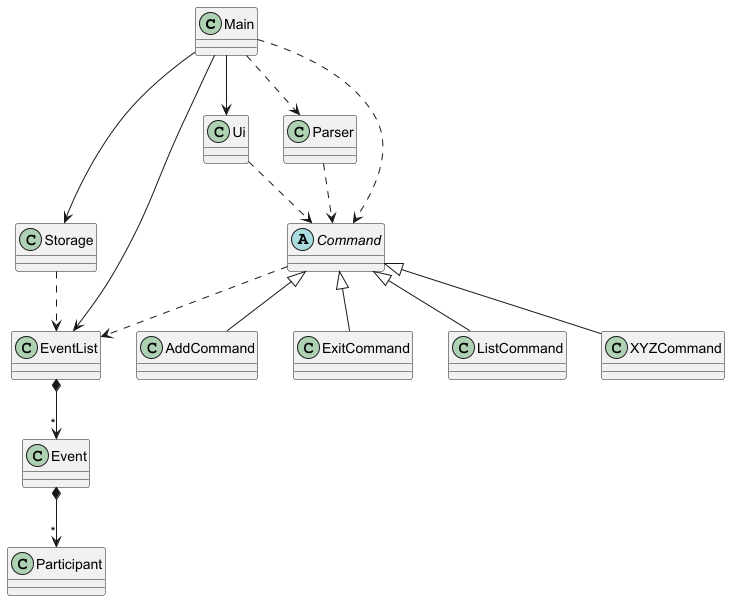 C Main
C Ui
C Parser
C Storage
A Command
C EventList
C AddCommand
C ExitCommand
C ListCommand
C XYZCommand
*
C Event
*
C Participant